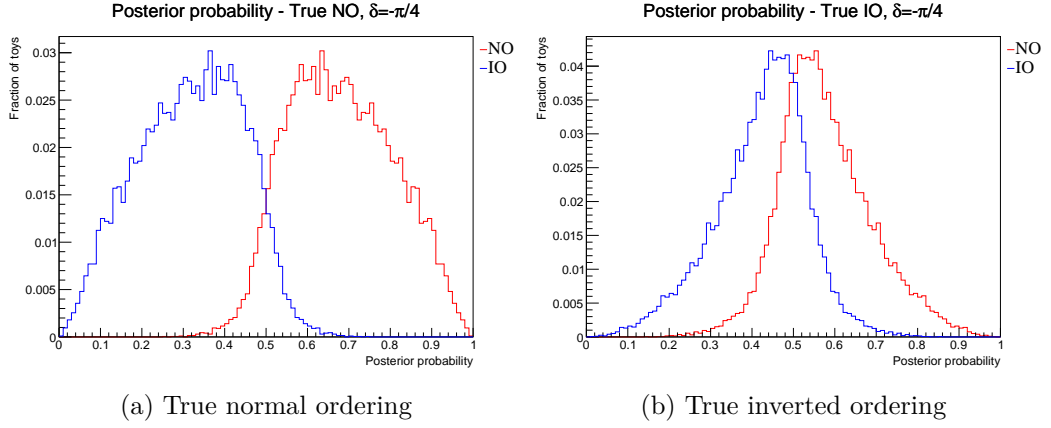 Posterior probability - True NO, δ=-π/4
Fraction of toys
0.03
0.025
0.02
0.015
0.01
0.005
0
0 0.1 0.2 0.3 0.4 0.5 0.6 0.7 0.8 0.9 1
Posterior probability
NO
IO
(a) True normal ordering
Posterior probability - True IO, δ=-π/4
Fraction of toys
0.04
0.035
0.03
0.025
0.02
0.015
0.01
0.005
0
0 0.1 0.2 0.3 0.4 0.5 0.6 0.7 0.8 0.9 1
Posterior probability
NO
IO
(b) True inverted ordering